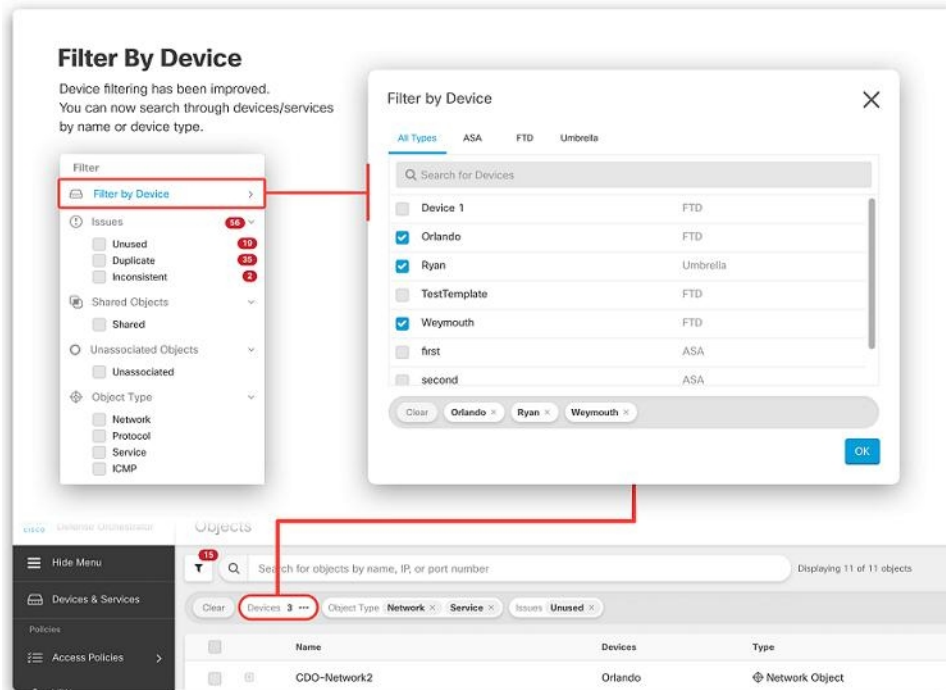 Filter By Device
Device filtering has been improved.
You can now search through devices/services
by name or device type.
Filter
Filter by Device
Issues 56
Unused 19
Duplicate 35
Inconsistent 2
Shared Objects
Shared
Unassociated Objects
Unassociated
Object Type
Network
Protocol
Service
ICMP
Filter by Device
All Types ASA FTD Umbrella
Search for Devices
Device 1 FTD
Orlando FTD
Ryan Umbrella
TestTemplate FTD
Weymouth FTD
first ASA
second ASA
Clear Orlando × Ryan × Weymouth ×
OK
cisco Defense Orchestrator
Objects
Hide Menu
Devices & Services
Policies
Access Policies
15
Search for objects by name, IP, or port number
Displaying 11 of 11 objects
Clear Devices 3 ··· Object Type Network × Service × Issues Unused ×
Name Devices Type
CDO-Network2 Orlando Network Object